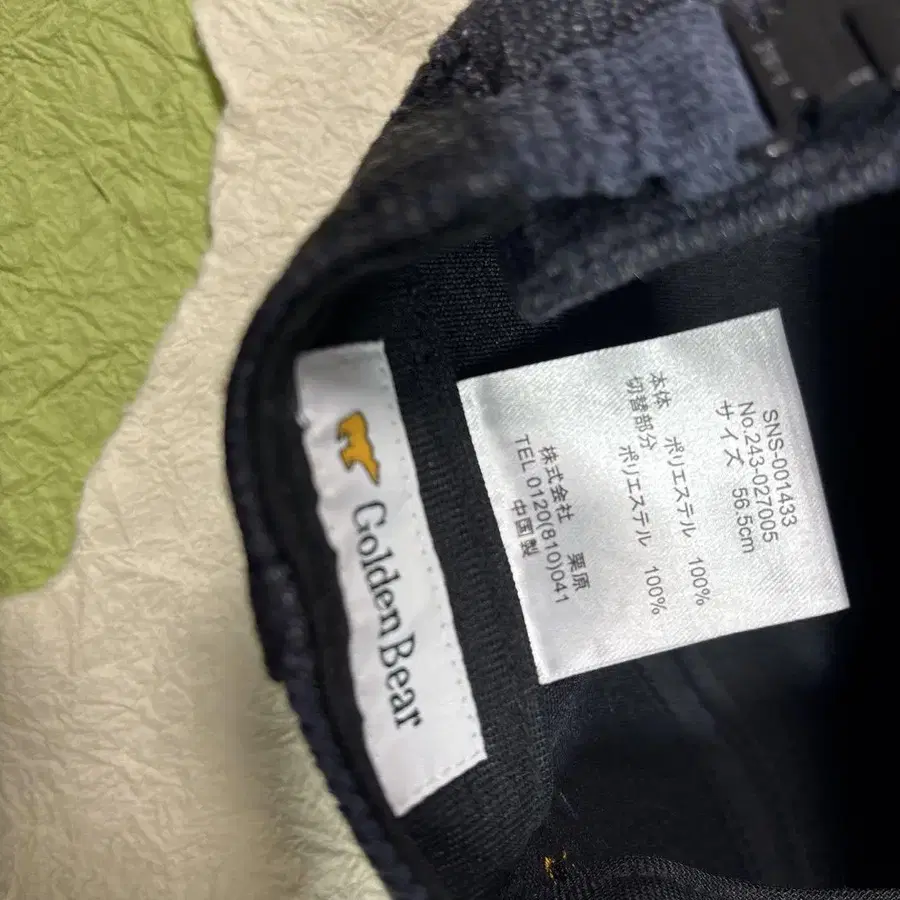 GoldenBear
SNS-001433
No.243-027005
サイズ 56.5cm
本体 ポリエステル 100%
切替部分 ポリエステル 100%
株式会社 栗原
TEL 0120(810)041
中国製